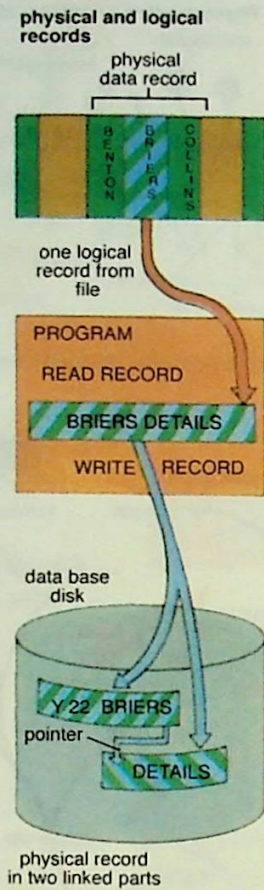 physical and logical
records
physical
data record
BENTON
BRIERS
COLLINS
one logical
record from
file
PROGRAM
READ RECORD
BRIERS DETAILS
WRITE RECORD
data base
disk
Y 22 BRIERS
pointer
DETAILS
physical record
in two linked parts